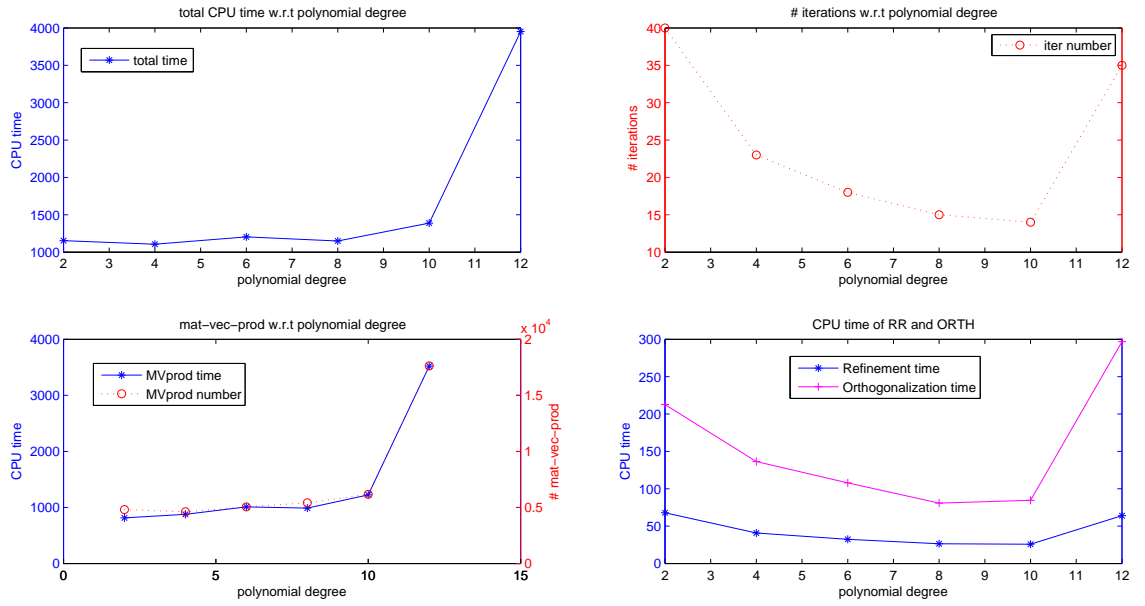 total CPU time w.r.t polynomial degree
4000
3500
3000
2500
2000
1500
1000
CPU time
total time
2 3 4 5 6 7 8 9 10 11 12
polynomial degree
# iterations w.r.t polynomial degree
40
35
30
25
20
15
10
# iterations
iter number
2 3 4 5 6 7 8 9 10 11 12
polynomial degree
mat−vec−prod w.r.t polynomial degree
x 10^4
4000
3000
2000
1000
0
CPU time
MVprod time
MVprod number
2
1.5
1
0.5
0
# mat−vec−prod
0 5 10 15
polynomial degree
CPU time of RR and ORTH
300
250
200
150
100
50
0
CPU time
Refinement time
Orthogonalization time
2 3 4 5 6 7 8 9 10 11 12
polynomial degree